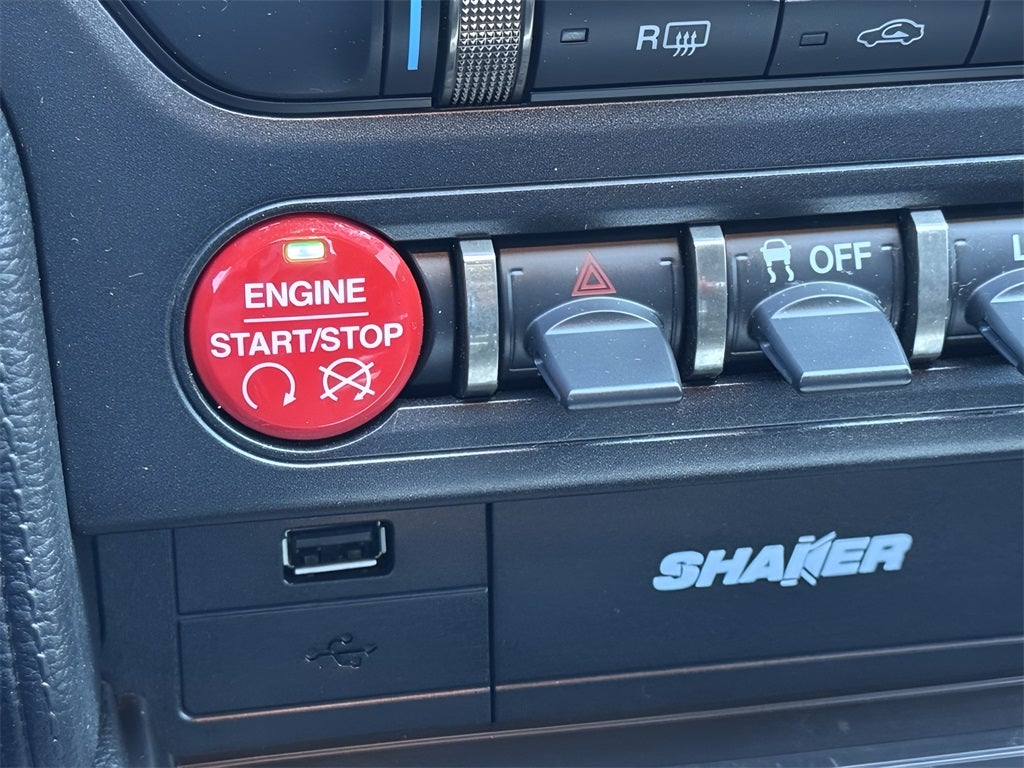 R
ENGINE
START/STOP
OFF
L
SHAKER